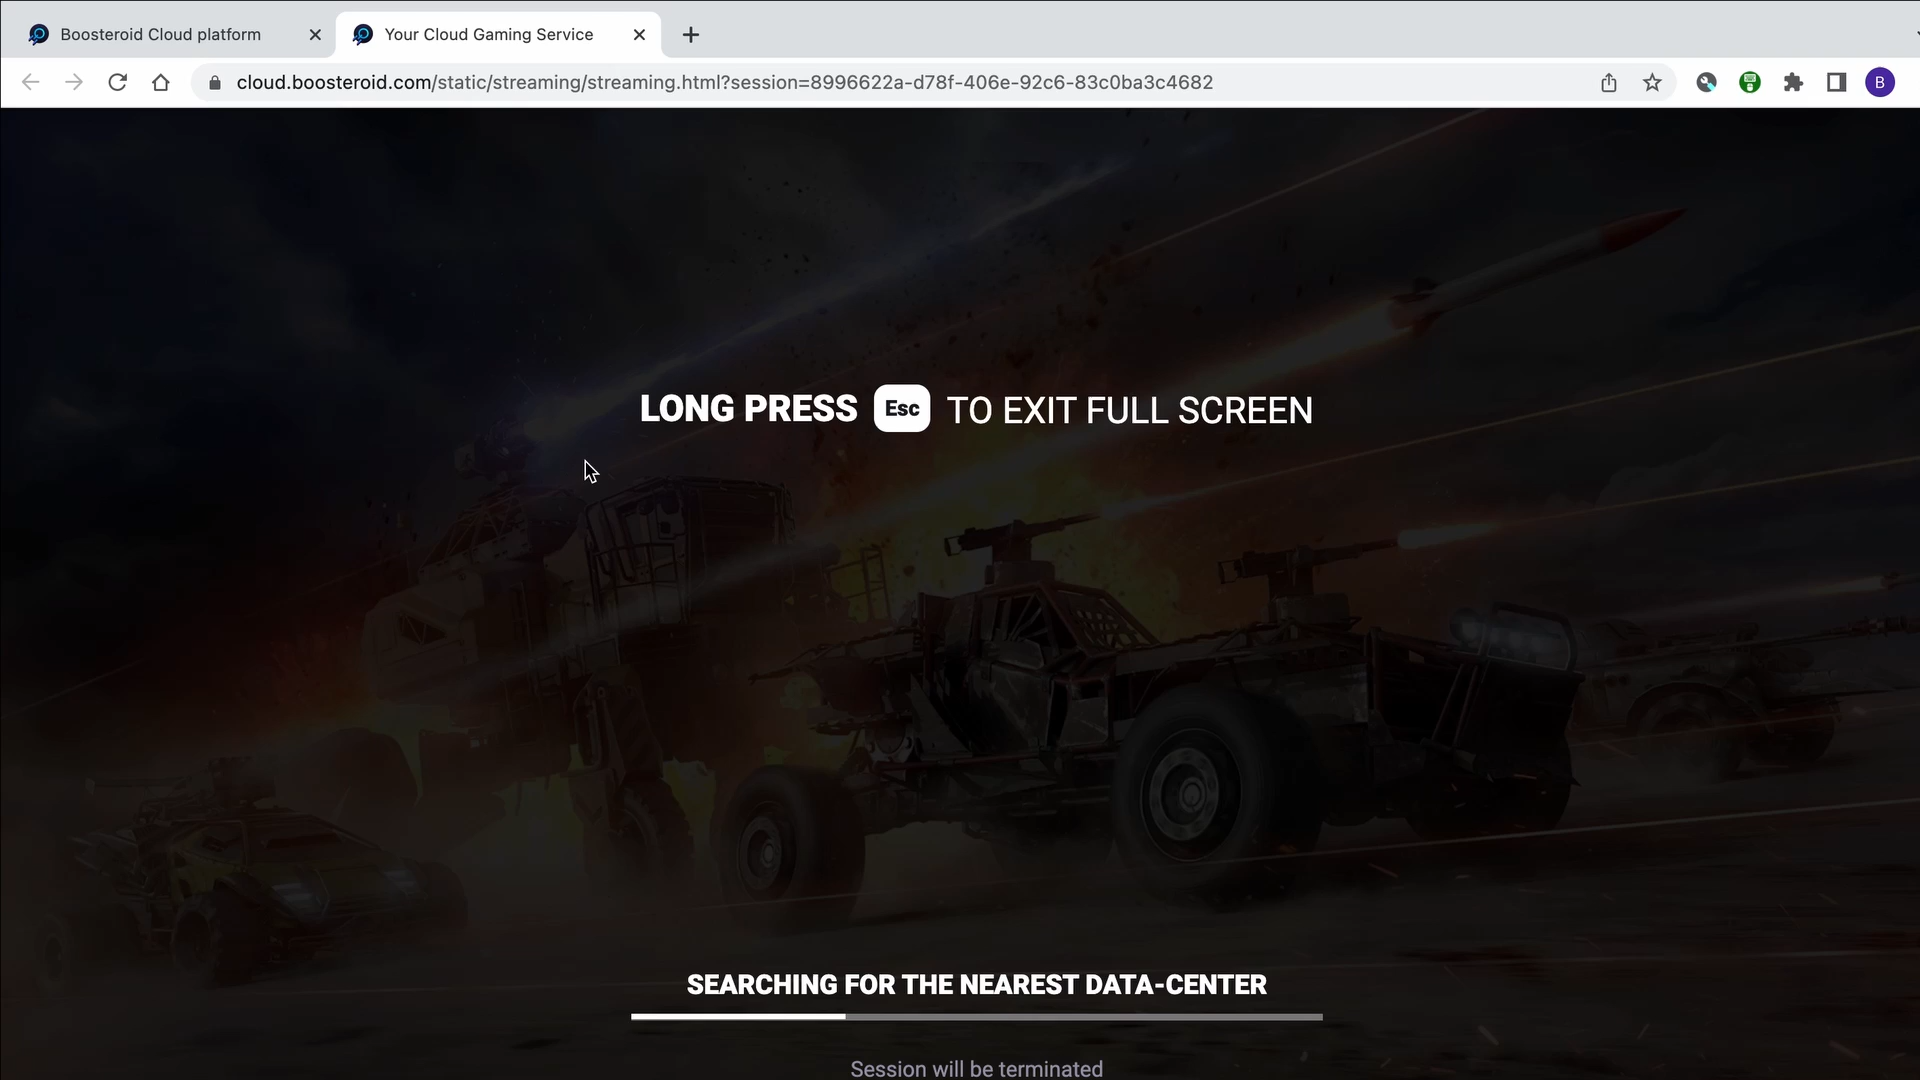 Boosteroid Cloud platform
Your Cloud Gaming Service
cloud.boosteroid.com/static/streaming/streaming.html?session=8996622a-d78f-406e-92c6-83c0ba3c4682
B
LONG PRESS Esc TO EXIT FULL SCREEN
SEARCHING FOR THE NEAREST DATA-CENTER
Session will be terminated